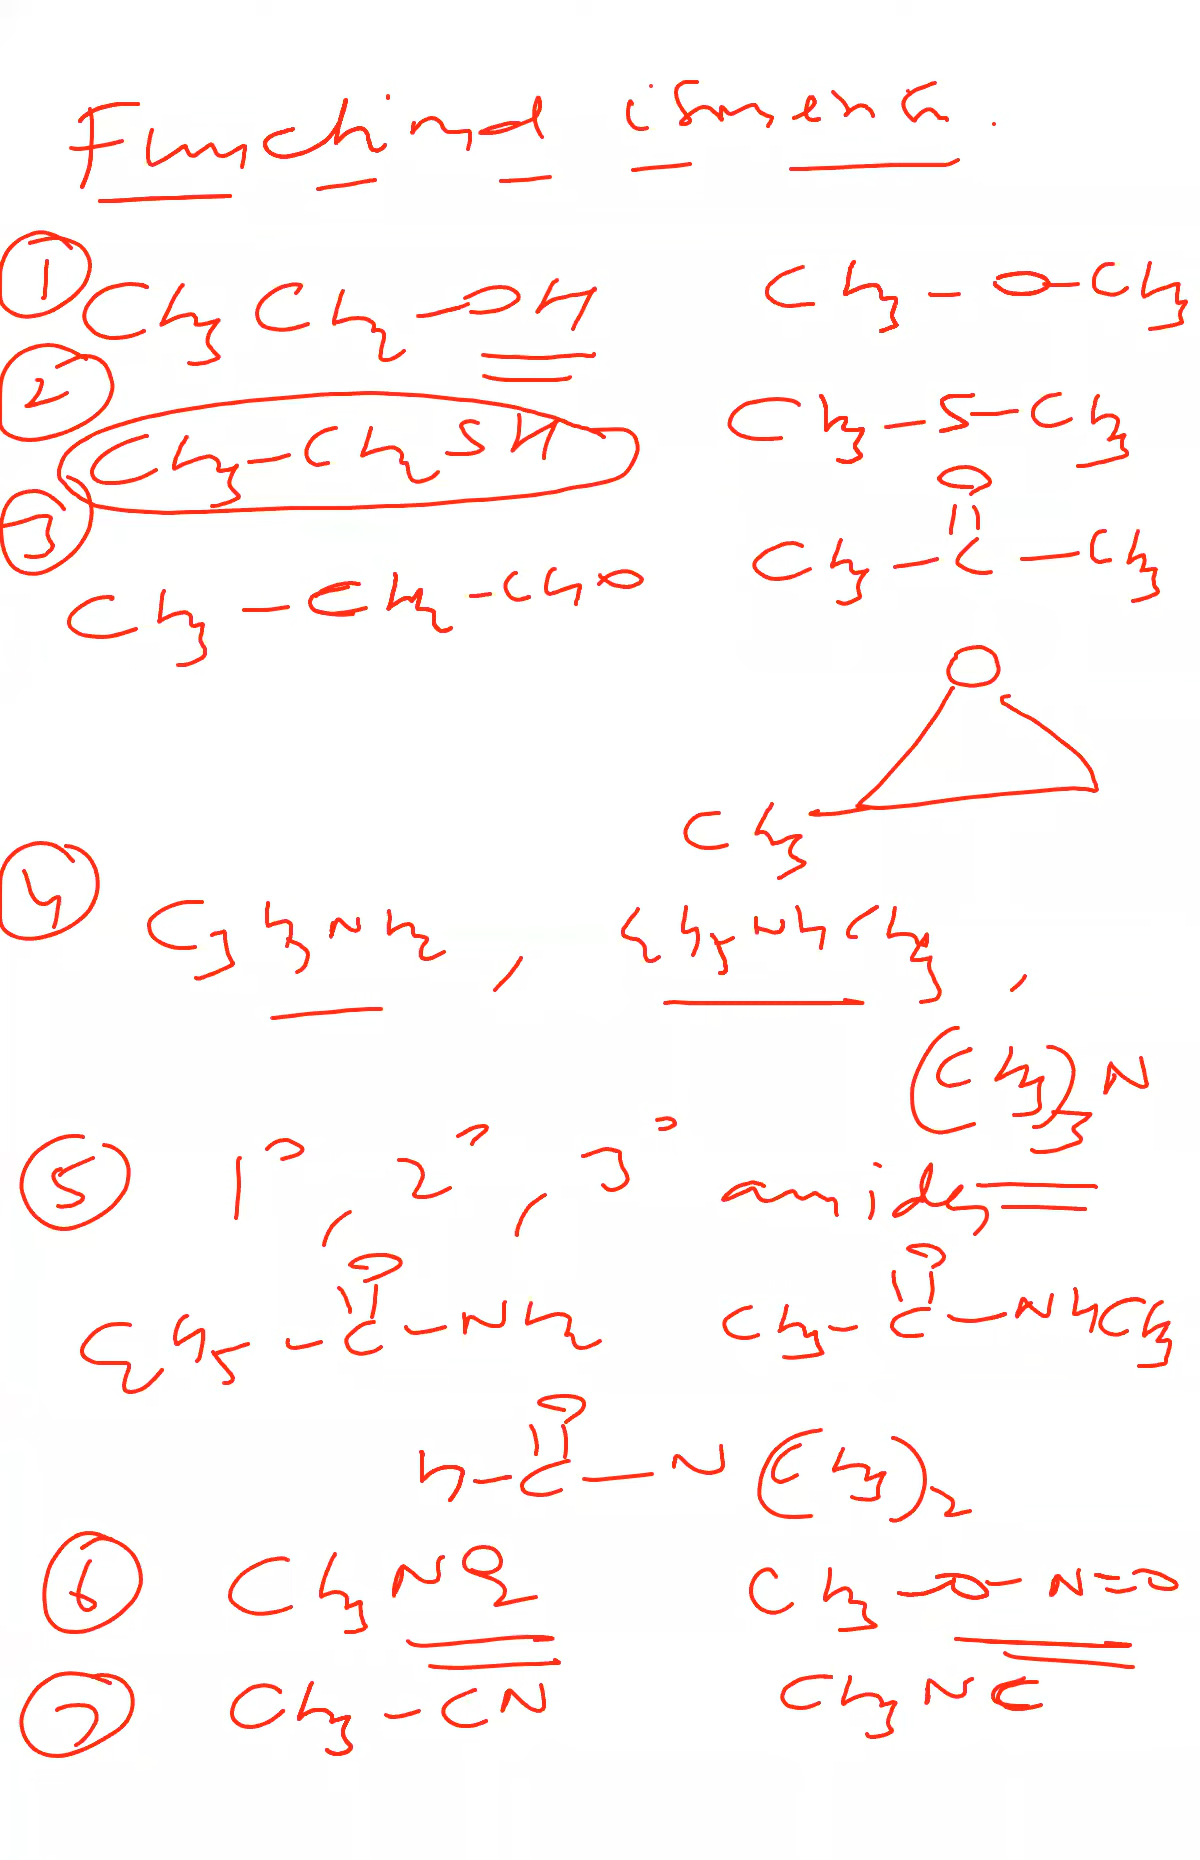 Functional isomers.
① CH3CH2-OH CH3-O-CH3
② CH3-CH2SH CH3-S-CH3
③ CH3-CH2-CHO CH3-C-CH3
O
O
CH3
④ C3H7NH2, C2H5NHCH3,
(CH3)3N
⑤ 1°, 2°, 3° amides
O O
C2H5-C-NH2 CH3-C-NHCH3
O
H-C-N(CH3)2
⑥ CH3NO2 CH3-O-N=O
⑦ CH3-CN CH3NC